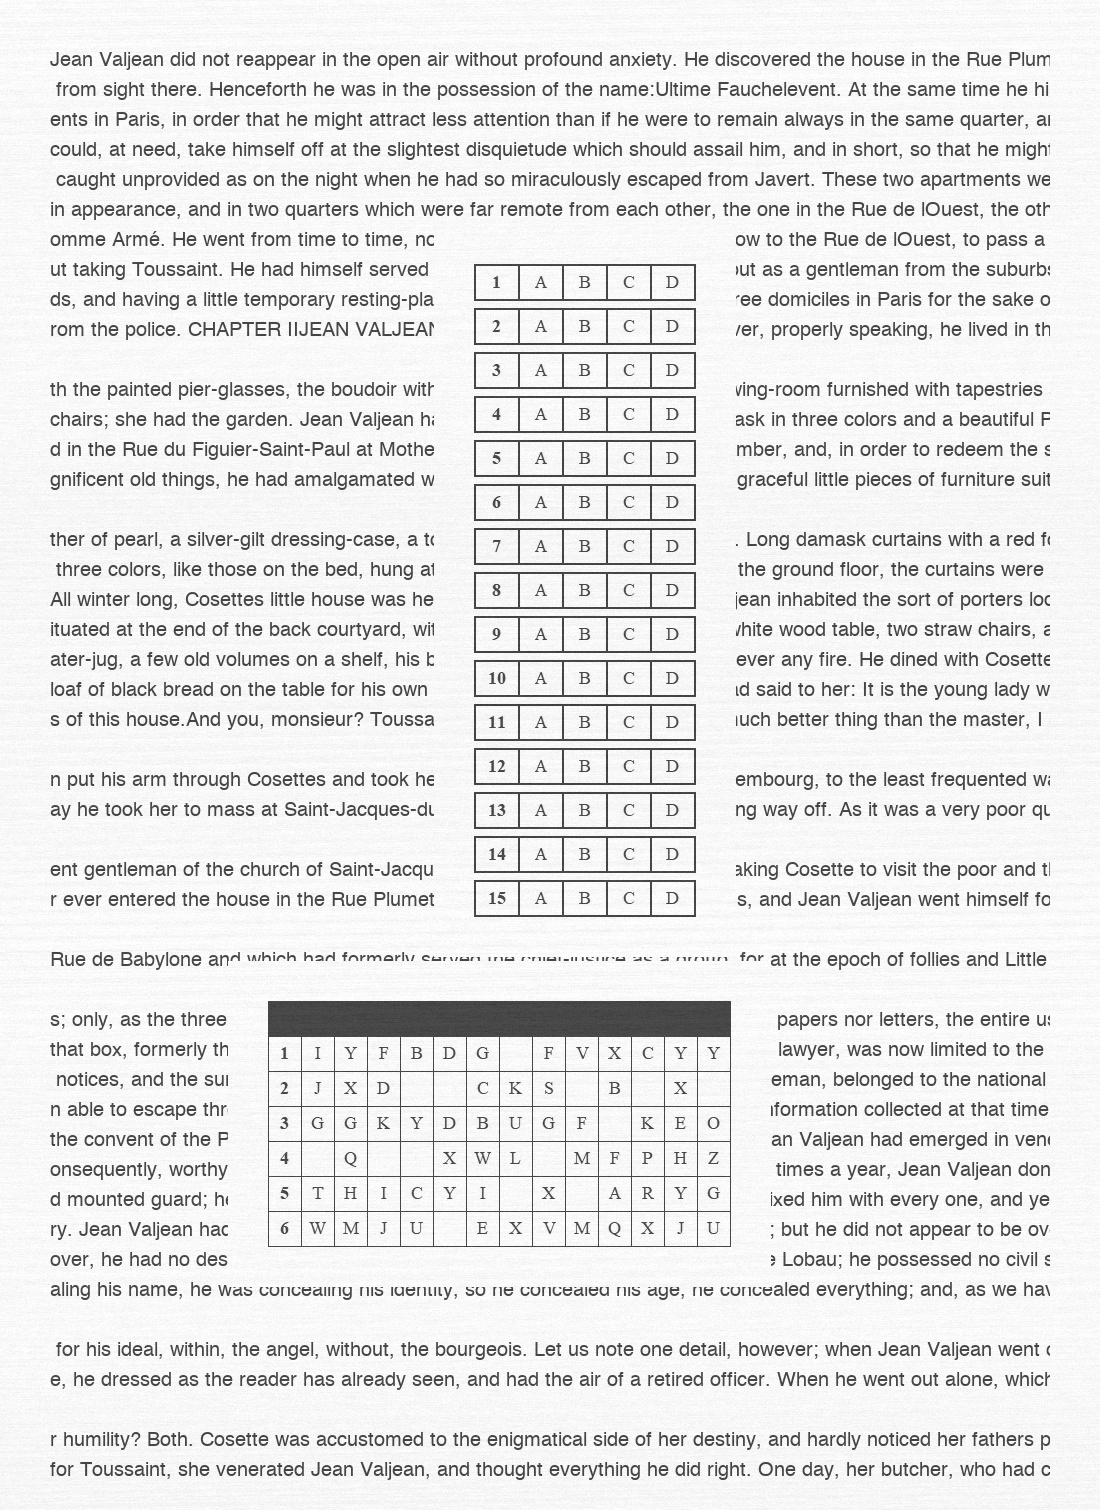 Jean Valjean did not reappear in the open air without profound anxiety. He discovered the house in the Rue Plum
from sight there. Henceforth he was in the possession of the name:Ultime Fauchelevent. At the same time he hi
ents in Paris, in order that he might attract less attention than if he were to remain always in the same quarter, ar
could, at need, take himself off at the slightest disquietude which should assail him, and in short, so that he might
caught unprovided as on the night when he had so miraculously escaped from Javert. These two apartments we
in appearance, and in two quarters which were far remote from each other, the one in the Rue de lOuest, the oth
omme Armé. He went from time to time, no
ut taking Toussaint. He had himself served
ds, and having a little temporary resting-pla
rom the police. CHAPTER IIJEAN VALJEAN
th the painted pier-glasses, the boudoir with
chairs; she had the garden. Jean Valjean ha
d in the Rue du Figuier-Saint-Paul at Mothe
gnificent old things, he had amalgamated w
ther of pearl, a silver-gilt dressing-case, a to
three colors, like those on the bed, hung at
All winter long, Cosettes little house was he
ituated at the end of the back courtyard, wit
ater-jug, a few old volumes on a shelf, his b
loaf of black bread on the table for his own
s of this house.And you, monsieur? Toussa
n put his arm through Cosettes and took he
ay he took her to mass at Saint-Jacques-du
ent gentleman of the church of Saint-Jacqu
r ever entered the house in the Rue Plumet
1 A B C D
2 A B C D
3 A B C D
4 A B C D
5 A B C D
6 A B C D
7 A B C D
8 A B C D
9 A B C D
10 A B C D
11 A B C D
12 A B C D
13 A B C D
14 A B C D
15 A B C D
ow to the Rue de lOuest, to pass a
out as a gentleman from the suburbs
ree domiciles in Paris for the sake o
ver, properly speaking, he lived in th
wing-room furnished with tapestries
ask in three colors and a beautiful P
mber, and, in order to redeem the s
graceful little pieces of furniture suit
. Long damask curtains with a red fo
the ground floor, the curtains were
jean inhabited the sort of porters loc
white wood table, two straw chairs, a
ever any fire. He dined with Cosette
ad said to her: It is the young lady w
much better thing than the master, I
embourg, to the least frequented wa
ng way off. As it was a very poor qu
aking Cosette to visit the poor and th
s, and Jean Valjean went himself fo
Rue de Babylone and which had formerly served the chief-justice as a grotto, for at the epoch of follies and Little
s; only, as the three
that box, formerly th
notices, and the sur
n able to escape thr
the convent of the P
onsequently, worthy
d mounted guard; he
ry. Jean Valjean had
over, he had no des
1 I Y F B D G F V X C Y Y
2 J X D C K S B X
3 G G K Y D B U G F K E O
4 Q X W L M F P H Z
5 T H I C Y I X A R Y G
6 W M J U E X V M Q X J U
papers nor letters, the entire us
lawyer, was now limited to the
eman, belonged to the national
nformation collected at that time
an Valjean had emerged in vene
times a year, Jean Valjean don
ixed him with every one, and ye
; but he did not appear to be ov
e Lobau; he possessed no civil s
aling his name, he was concealing his identity, so he concealed his age, he concealed everything; and, as we hav
for his ideal, within, the angel, without, the bourgeois. Let us note one detail, however; when Jean Valjean went o
e, he dressed as the reader has already seen, and had the air of a retired officer. When he went out alone, which
r humility? Both. Cosette was accustomed to the enigmatical side of her destiny, and hardly noticed her fathers p
for Toussaint, she venerated Jean Valjean, and thought everything he did right. One day, her butcher, who had c